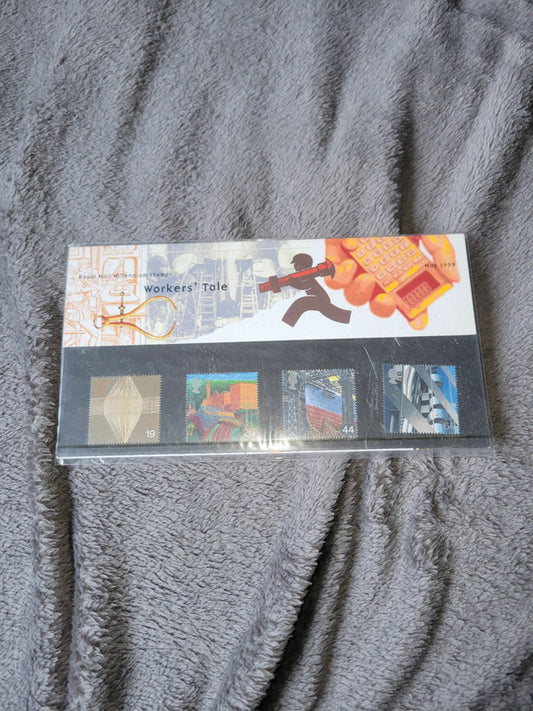 Royal Mail Millennium Stamps
Workers' Tale
May 1999
19
44